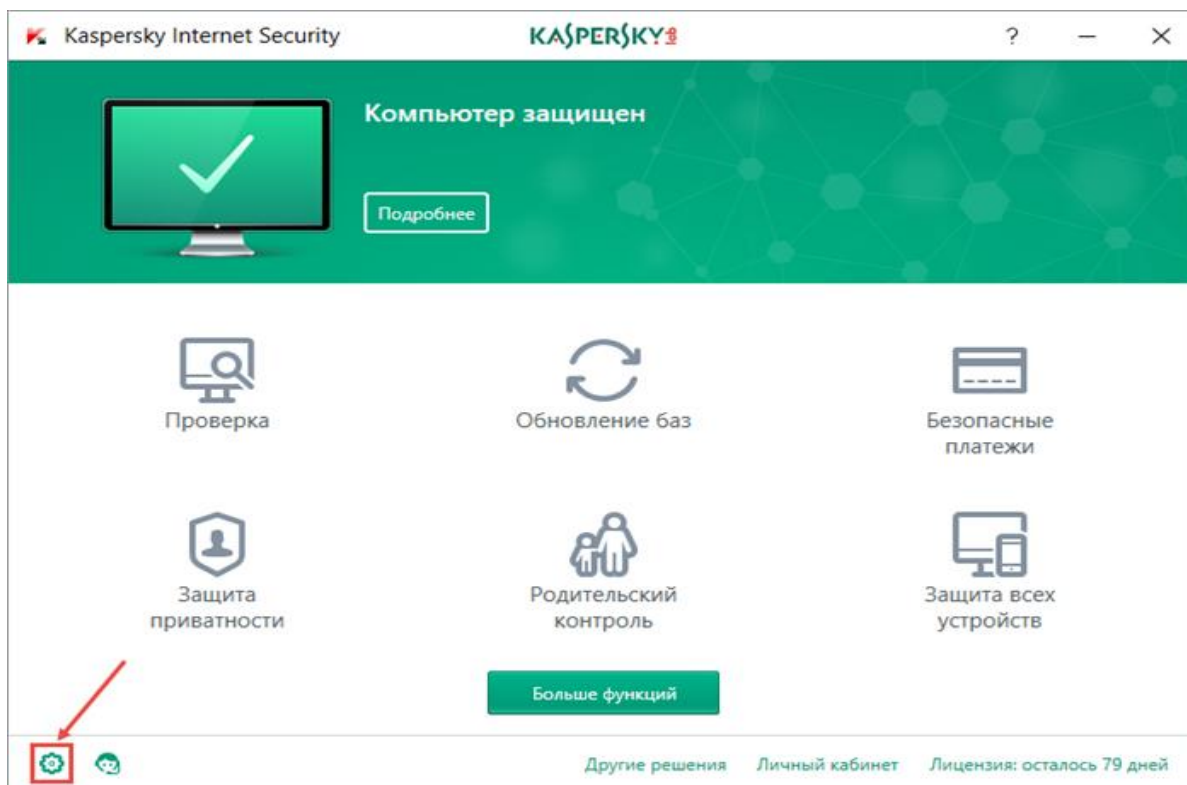 Kaspersky Internet Security
KASPERSKY lab
? — ×
Компьютер защищен
Подробнее
Проверка
Обновление баз
Безопасные
платежи
Защита
приватности
Родительский
контроль
Защита всех
устройств
Больше функций
Другие решения Личный кабинет Лицензия: осталось 79 дней